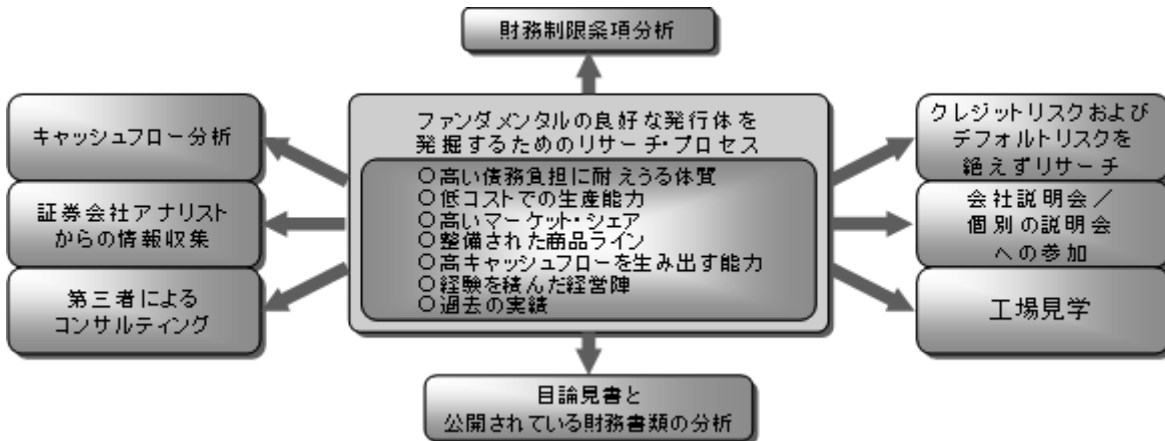 財務制限条項分析
キャッシュフロー分析
証券会社アナリスト
からの情報収集
第三者による
コンサルティング
ファンダメンタルの良好な発行体を
発掘するためのリサーチ・プロセス
○高い債務負担に耐えうる体質
○低コストでの生産能力
○高いマーケット・シェア
○整備された商品ライン
○高キャッシュフローを生み出す能力
○経験を積んだ経営陣
○過去の実績
クレジットリスクおよび
デフォルトリスクを
絶えずリサーチ
会社説明会／
個別の説明会
への参加
工場見学
目論見書と
公開されている財務書類の分析